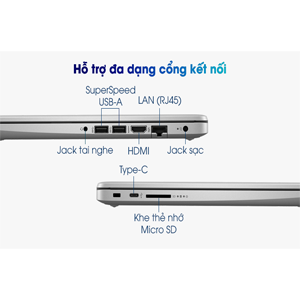 Hỗ trợ đa dạng cổng kết nối
SuperSpeed
USB-A
LAN (RJ45)
Jack tai nghe
HDMI
Jack sạc
Type-C
Khe thẻ nhớ
Micro SD